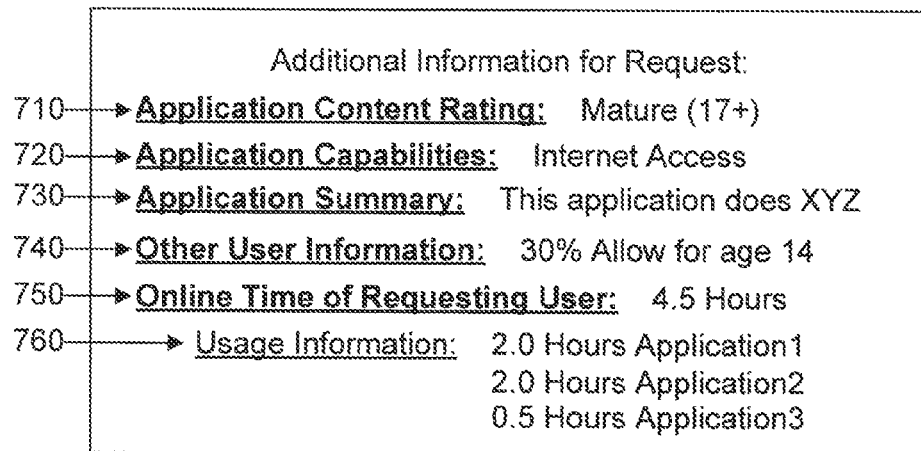 Additional Information for Request:
710 Application Content Rating: Mature (17+)
720 Application Capabilities: Internet Access
730 Application Summary: This application does XYZ
740 Other User Information: 30% Allow for age 14
750 Online Time of Requesting User: 4.5 Hours
760 Usage Information: 2.0 Hours Application1
2.0 Hours Application2
0.5 Hours Application3